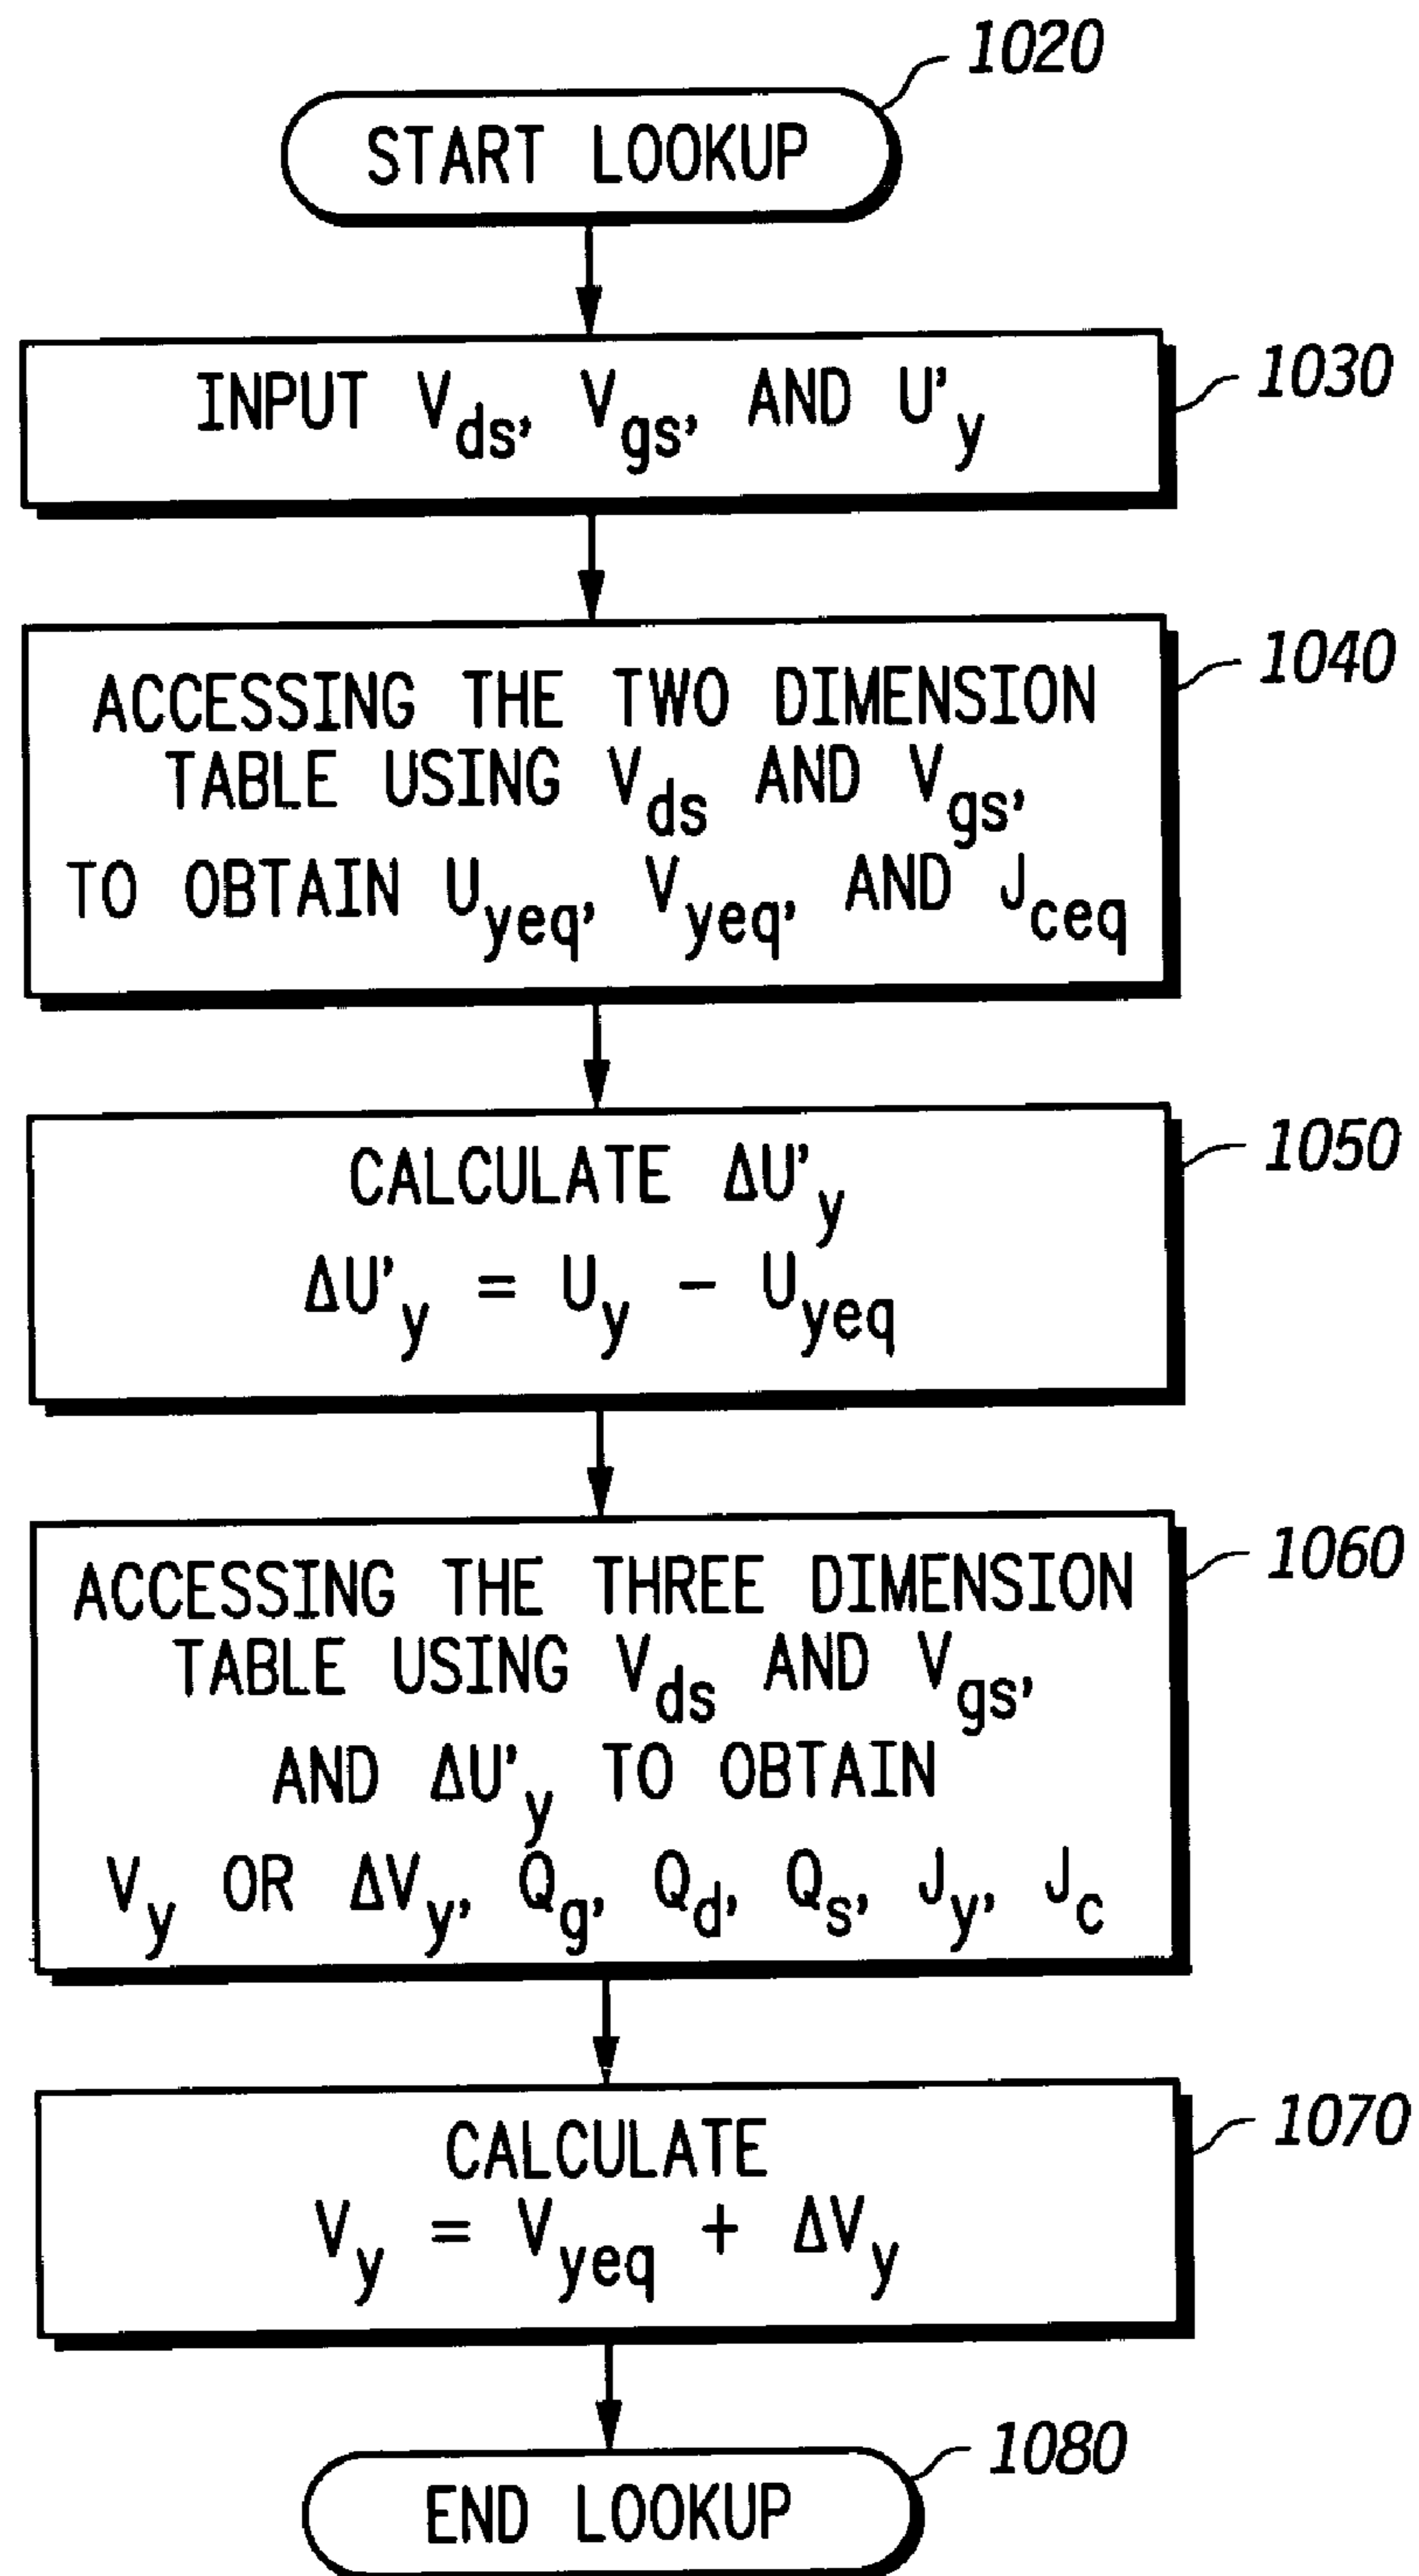 1020
START LOOKUP
INPUT V_ds, V_gs, AND U'_y
1030
ACCESSING THE TWO DIMENSION
TABLE USING V_ds AND V_gs,
TO OBTAIN U_yeq, V_yeq, AND J_ceq
1040
CALCULATE ΔU'_y
ΔU'_y = U_y - U_yeq
1050
ACCESSING THE THREE DIMENSION
TABLE USING V_ds AND V_gs,
AND ΔU'_y TO OBTAIN
V_y OR ΔV_y, Q_g, Q_d, Q_s, J_y, J_c
1060
CALCULATE
V_y = V_yeq + ΔV_y
1070
END LOOKUP
1080